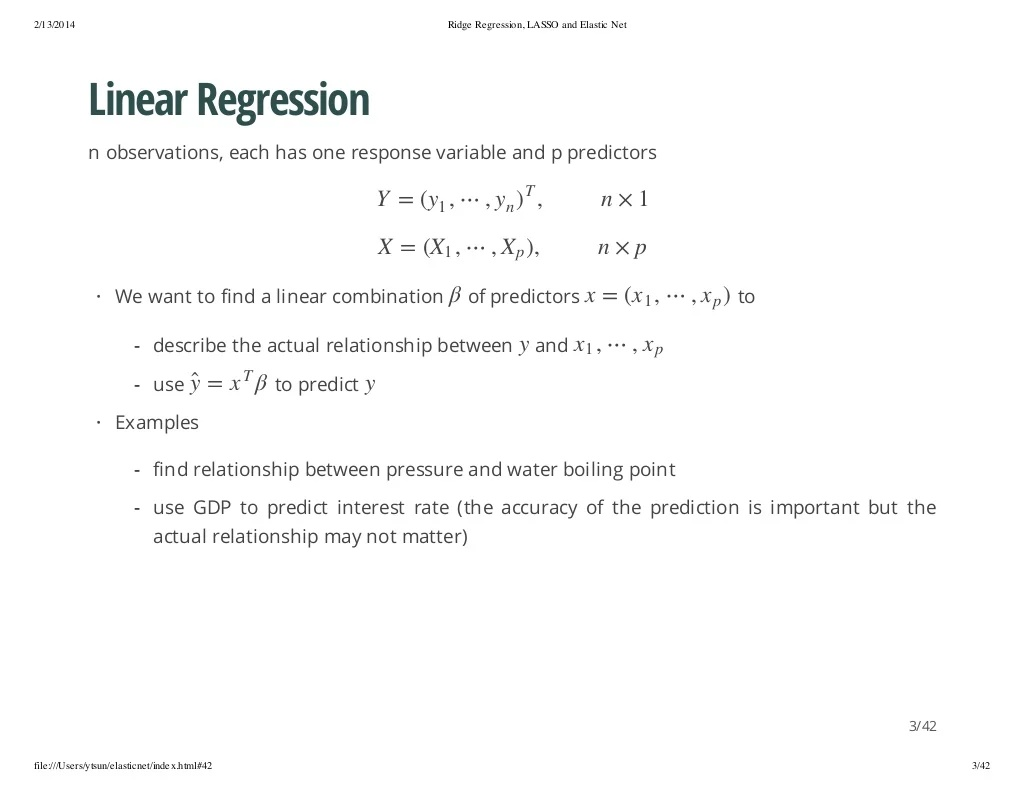 2/13/2014 Ridge Regression, LASSO and Elastic Net
Linear Regression
n observations, each has one response variable and p predictors
Y = (y₁, ⋯ , yₙ)ᵀ, n × 1
X = (X₁, ⋯ , Xₚ), n × p
· We want to find a linear combination β of predictors x = (x₁, ⋯ , xₚ) to
- describe the actual relationship between y and x₁, ⋯ , xₚ
- use ŷ = xᵀβ to predict y
· Examples
- find relationship between pressure and water boiling point
- use GDP to predict interest rate (the accuracy of the prediction is important but the
actual relationship may not matter)
3/42
file:///Users/ytsun/elasticnet/index.html#42 3/42